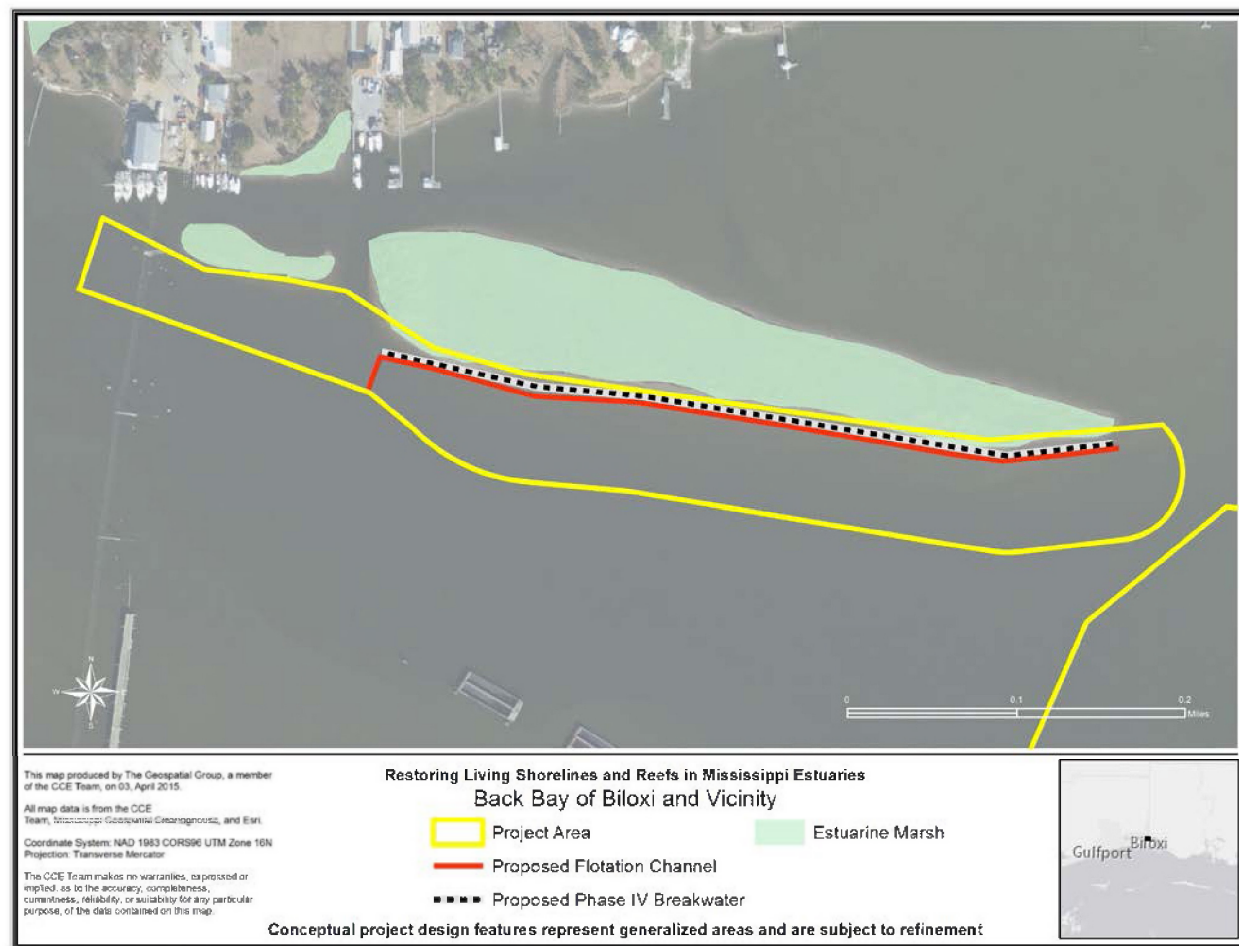 N
W
S
0
0.1
0.2
Miles
This map produced by The Geospatial Group, a member
of the CCE Team, on 03, April 2015.
All map data is from the CCE
Team, Mississippi Geospatial Clearinghouse, and Esri.
Coordinate System: NAD 1983 CORS96 UTM Zone 16N
Projection: Transverse Mercator
The CCE Team makes no warranties, expressed or
implied, as to the accuracy, completeness,
currentness, reliability, or suitability for any particular
purpose, of the data contained on this map.
Restoring Living Shorelines and Reefs in Mississippi Estuaries
Back Bay of Biloxi and Vicinity
Project Area
Estuarine Marsh
Proposed Flotation Channel
Proposed Phase IV Breakwater
Conceptual project design features represent generalized areas and are subject to refinement
Gulfport
Biloxi